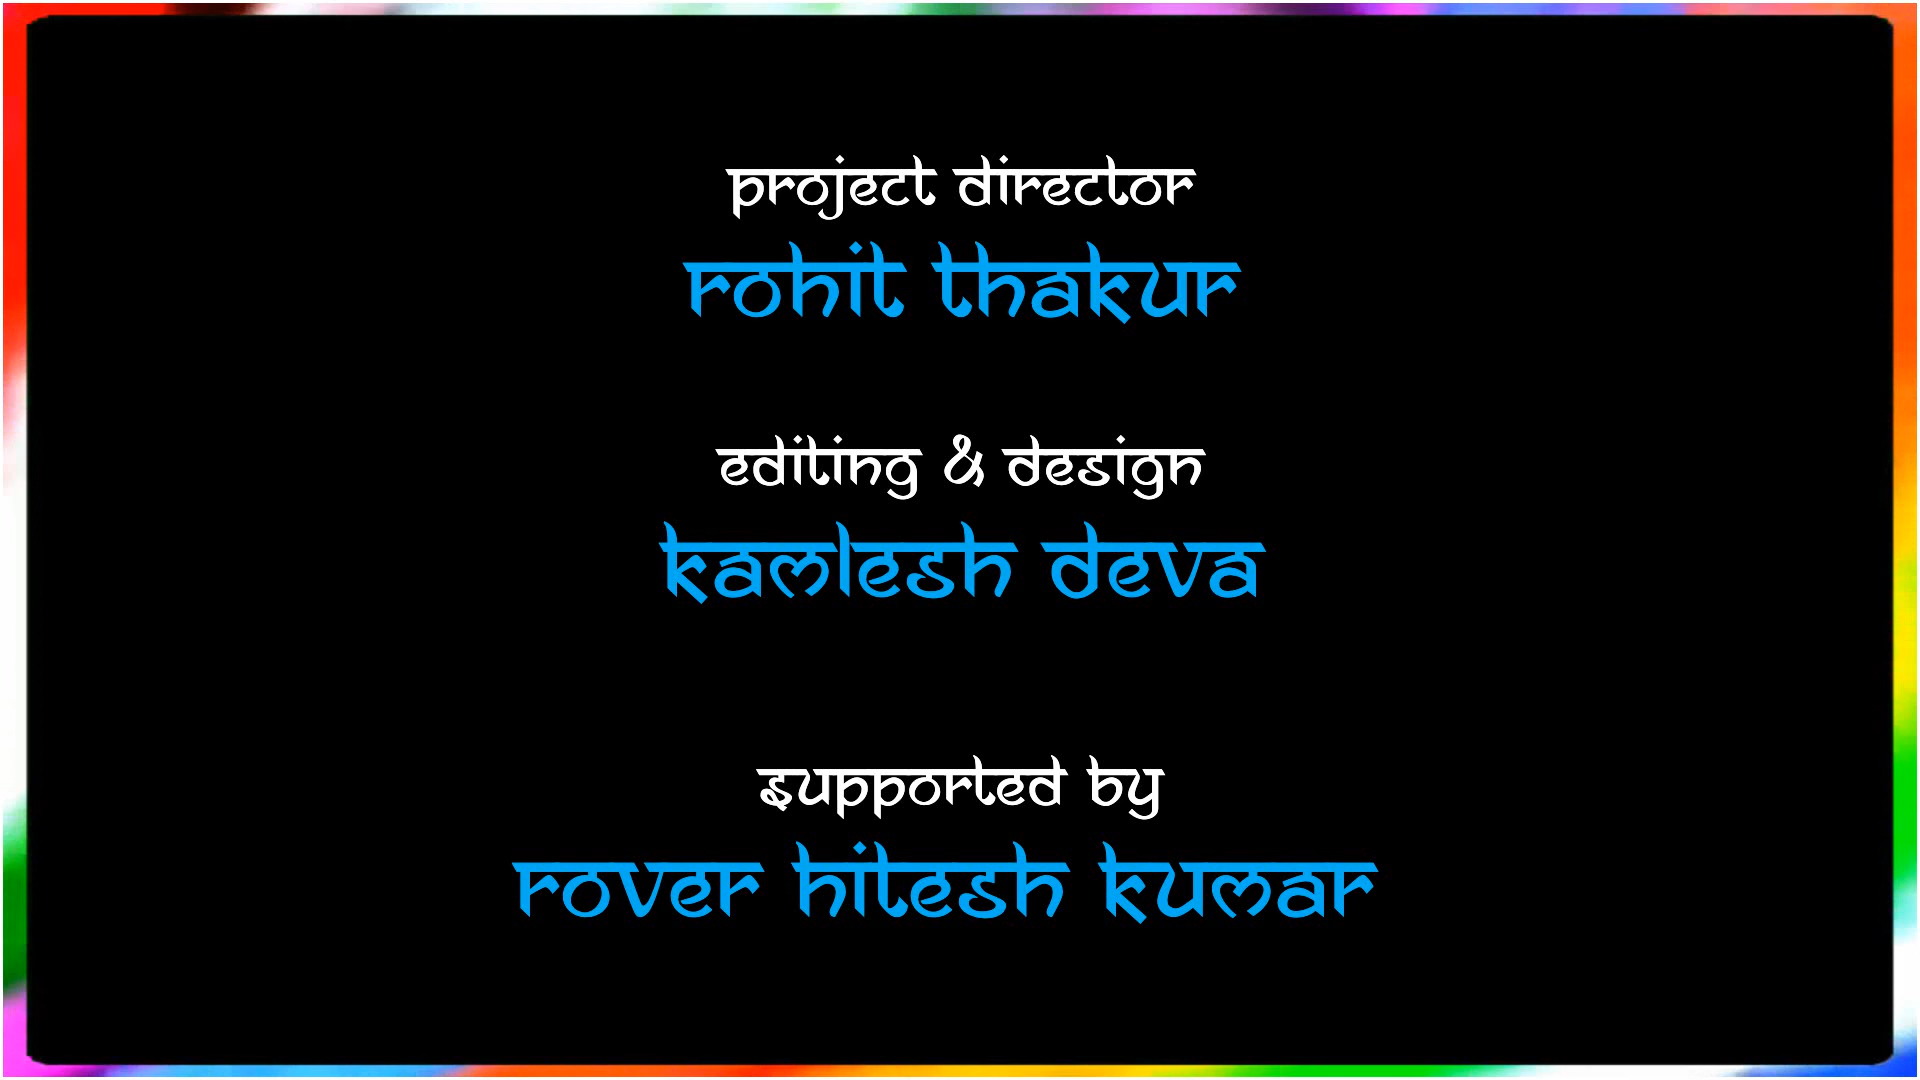 project director
rohit thakur
editing & design
kamlesh deva
supported by
rover hitesh kumar